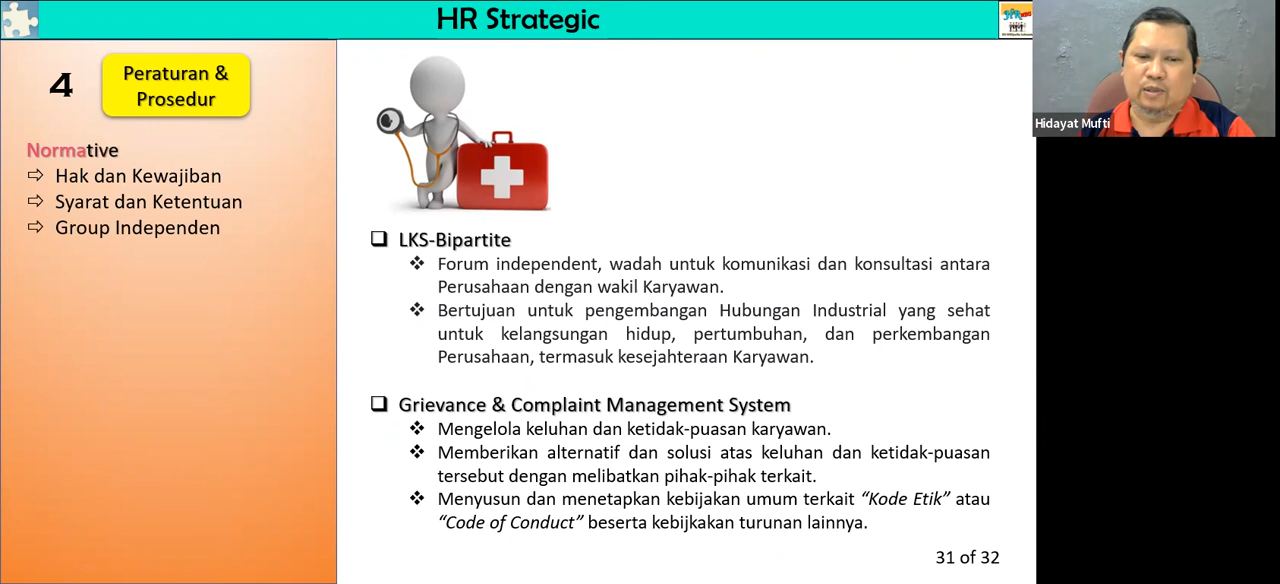 HR Strategic
4
Peraturan &
Prosedur
Normative
⇨ Hak dan Kewajiban
⇨ Syarat dan Ketentuan
⇨ Group Independen
❑ LKS-Bipartite
❖ Forum independent, wadah untuk komunikasi dan konsultasi antara
Perusahaan dengan wakil Karyawan.
❖ Bertujuan untuk pengembangan Hubungan Industrial yang sehat
untuk kelangsungan hidup, pertumbuhan, dan perkembangan
Perusahaan, termasuk kesejahteraan Karyawan.
❑ Grievance & Complaint Management System
❖ Mengelola keluhan dan ketidak-puasan karyawan.
❖ Memberikan alternatif dan solusi atas keluhan dan ketidak-puasan
tersebut dengan melibatkan pihak-pihak terkait.
❖ Menyusun dan menetapkan kebijakan umum terkait “Kode Etik” atau
“Code of Conduct” beserta kebijkakan turunan lainnya.
31 of 32
Hidayat Mufti